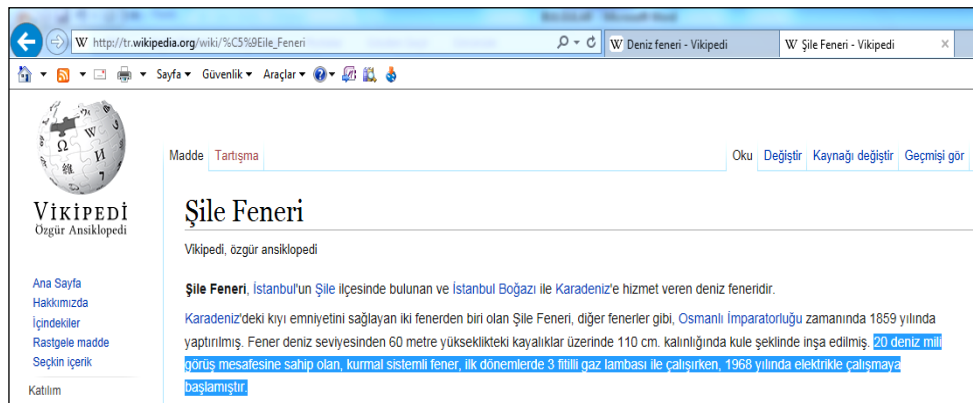 http://tr.wikipedia.org/wiki/%C5%9Eile_Feneri
W Deniz feneri - Vikipedi
W Şile Feneri - Vikipedi
Sayfa Güvenlik Araçlar
Madde Tartışma
Oku Değiştir Kaynağı değiştir Geçmişi gör
VİKİPEDİ
Özgür Ansiklopedi
Şile Feneri
Vikipedi, özgür ansiklopedi
Ana Sayfa
Hakkımızda
İçindekiler
Rastgele madde
Seçkin içerik
Katılım
Şile Feneri, İstanbul'un Şile ilçesinde bulunan ve İstanbul Boğazı ile Karadeniz'e hizmet veren deniz feneridir.
Karadeniz'deki kıyı emniyetini sağlayan iki fenerden biri olan Şile Feneri, diğer fenerler gibi, Osmanlı İmparatorluğu zamanında 1859 yılında
yaptırılmış. Fener deniz seviyesinden 60 metre yükseklikteki kayalıklar üzerinde 110 cm. kalınlığında kule şeklinde inşa edilmiş. 20 deniz mili
görüş mesafesine sahip olan, kurmal sistemli fener, ilk dönemlerde 3 fitilli gaz lambası ile çalışırken, 1968 yılında elektrikle çalışmaya
başlamıştır.